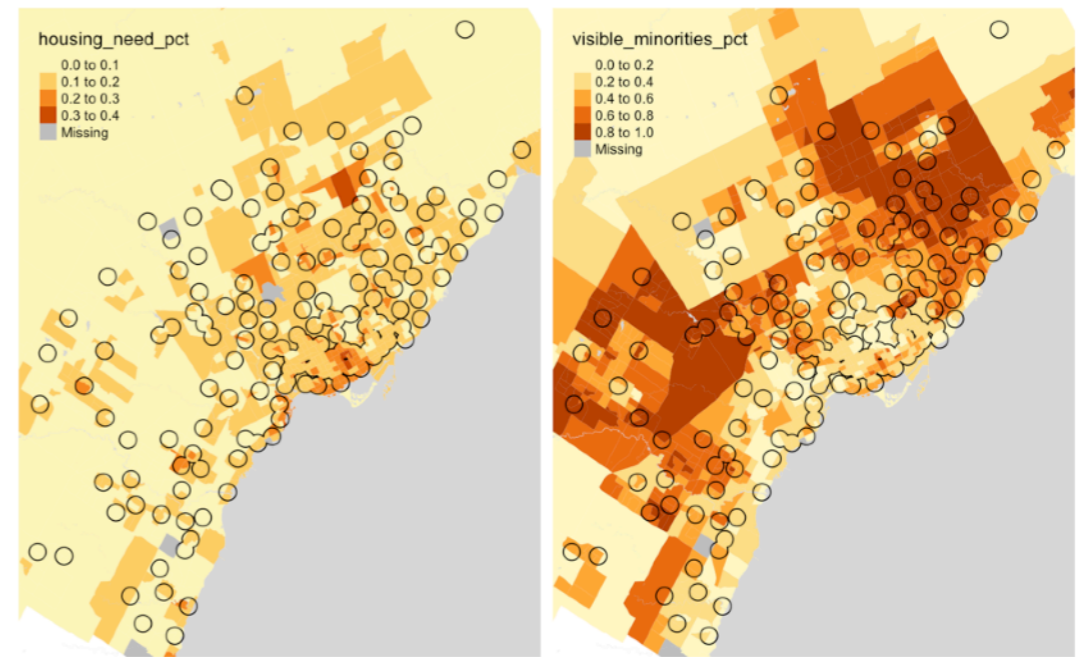 housing_need_pct
0.0 to 0.1
0.1 to 0.2
0.2 to 0.3
0.3 to 0.4
Missing
visible_minorities_pct
0.0 to 0.2
0.2 to 0.4
0.4 to 0.6
0.6 to 0.8
0.8 to 1.0
Missing